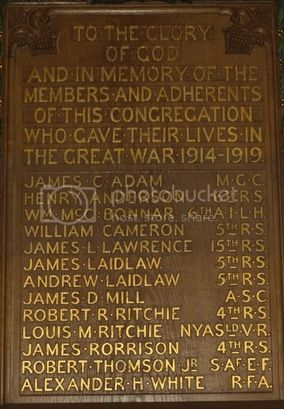 TO·THE·GLORY
OF·GOD
AND·IN·MEMORY·OF·THE
MEMBERS·AND·ADHERENTS
OF·THIS·CONGREGATION
WHO·GAVE·THEIR·LIVES·IN
THE·GREAT·WAR·1914-1919.
JAMES·C·ADAM M·G·C.
HENRY·ANDERSON R·S.
WM·MCC·BONNAR 6TH·A·I·L·H.
WILLIAM·CAMERON 5TH·R·S.
JAMES·L·LAWRENCE 15TH·R·S.
JAMES·LAIDLAW. 5TH·R·S.
ANDREW·LAIDLAW 5TH·R·S.
JAMES·D·MILL A·S·C.
ROBERT·R·RITCHIE 4TH·R·S.
LOUIS·M·RITCHIE NYASLD·V·R.
JAMES·RORRISON 4TH·R·S.
ROBERT·THOMSON·JR S·AF·E·F.
ALEXANDER·H·WHITE R·F·A.
photobucket